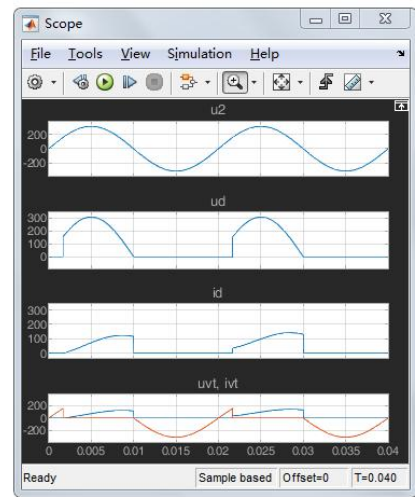 Scope
File Tools View Simulation Help
u2
200
0
-200
ud
300
200
100
0
id
300
200
100
0
uvt, ivt
200
0
-200
0 0.005 0.01 0.015 0.02 0.025 0.03 0.035 0.04
Ready Sample based Offset=0 T=0.040